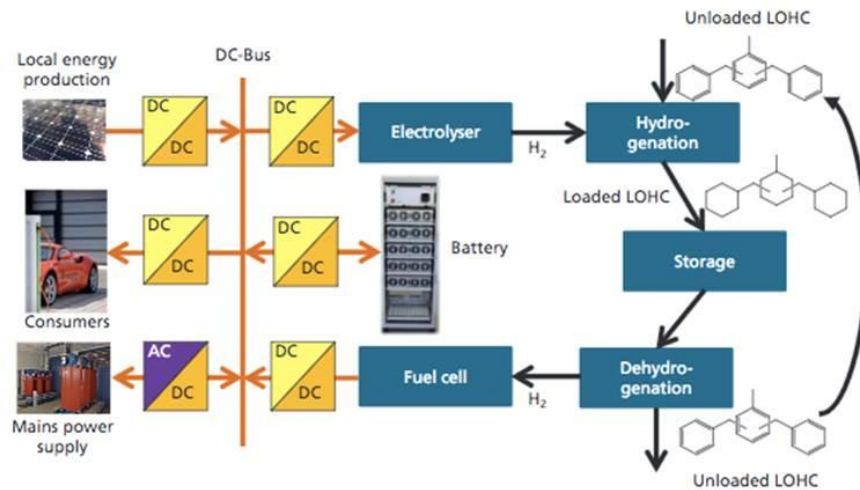 Unloaded LOHC
Local energy
production
DC-Bus
DC
DC
DC
DC
Electrolyser
H₂
Hydro-
genation
Loaded LOHC
DC
DC
DC
DC
Battery
Storage
Consumers
AC
DC
DC
DC
Fuel cell
H₂
Dehydro-
genation
Mains power
supply
Unloaded LOHC